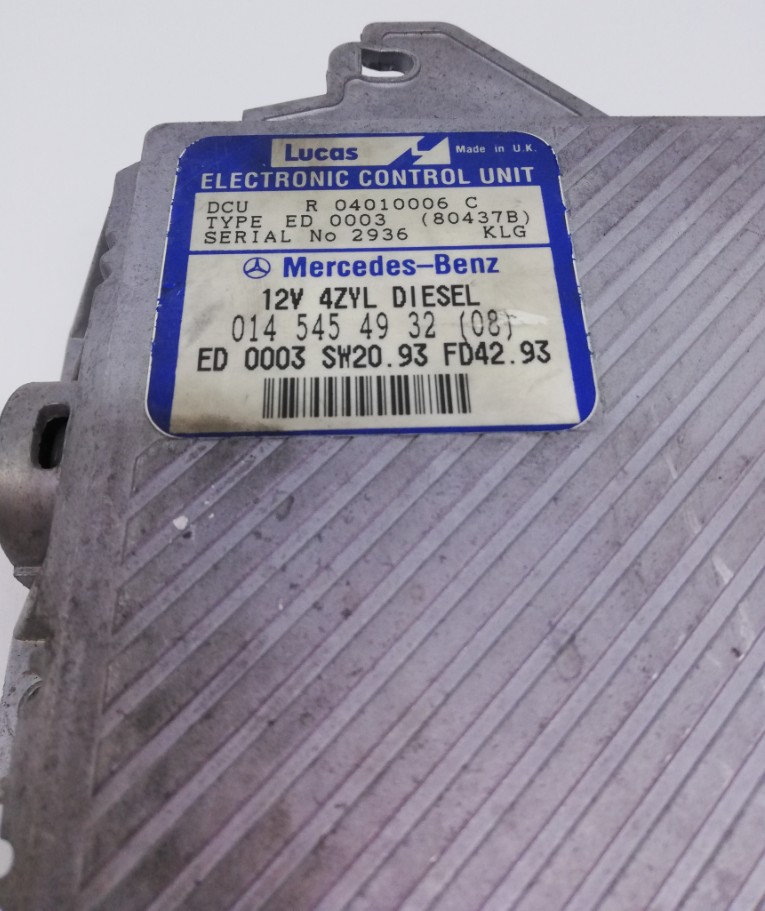 Lucas Made in U.K.
ELECTRONIC CONTROL UNIT
DCU R 04010006 C
TYPE ED 0003 (80437B)
SERIAL No 2936 KLG
Mercedes-Benz
12V 4ZYL DIESEL
014 545 49 32 (08)
ED 0003 SW20.93 FD42.93